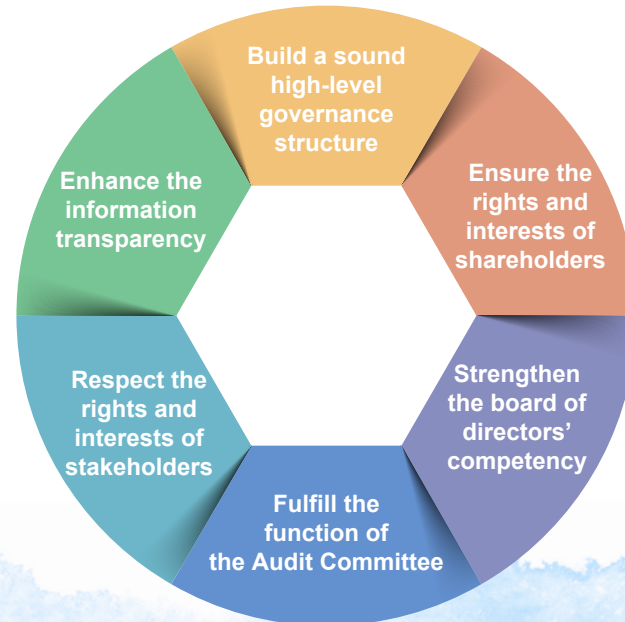 Build a sound
high-level
governance
structure
Ensure the
rights and
interests of
shareholders
Strengthen
the board of
directors’
competency
Fulfill the
function of
the Audit Committee
Respect the
rights and
interests of
stakeholders
Enhance the
information
transparency